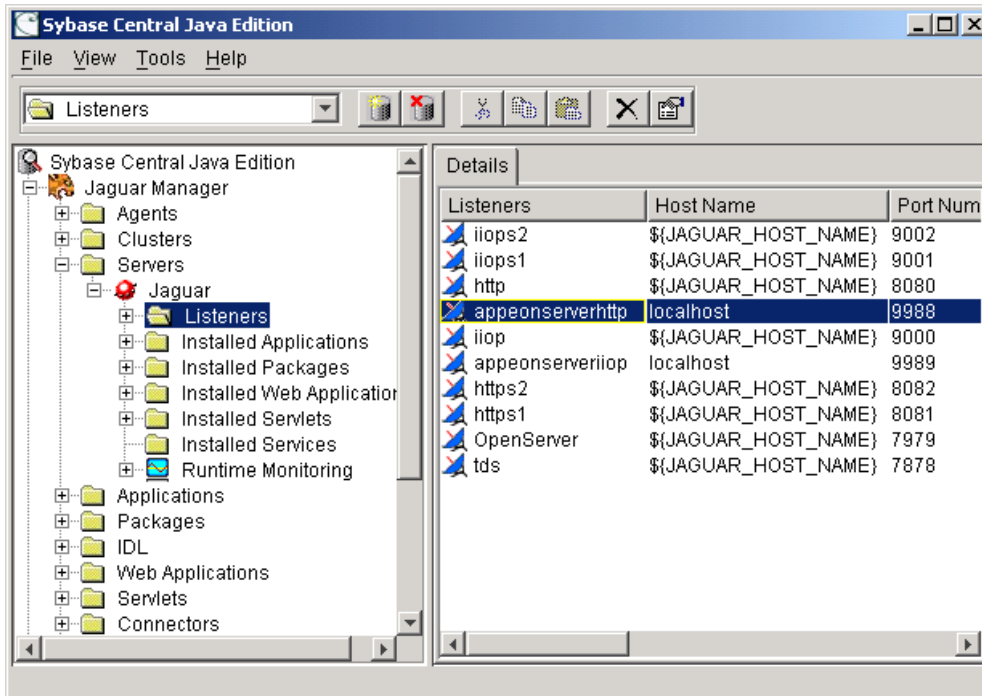 Sybase Central Java Edition
File View Tools Help
Listeners
Sybase Central Java Edition
Jaguar Manager
Agents
Clusters
Servers
Jaguar
Listeners
Installed Applications
Installed Packages
Installed Web Application
Installed Servlets
Installed Services
Runtime Monitoring
Applications
Packages
IDL
Web Applications
Servlets
Connectors
Details
Listeners Host Name Port Num
iiops2 ${JAGUAR_HOST_NAME} 9002
iiops1 ${JAGUAR_HOST_NAME} 9001
http ${JAGUAR_HOST_NAME} 8080
appeonserverhttp localhost 9988
iiop ${JAGUAR_HOST_NAME} 9000
appeonserveriiop localhost 9989
https2 ${JAGUAR_HOST_NAME} 8082
https1 ${JAGUAR_HOST_NAME} 8081
OpenServer ${JAGUAR_HOST_NAME} 7979
tds ${JAGUAR_HOST_NAME} 7878